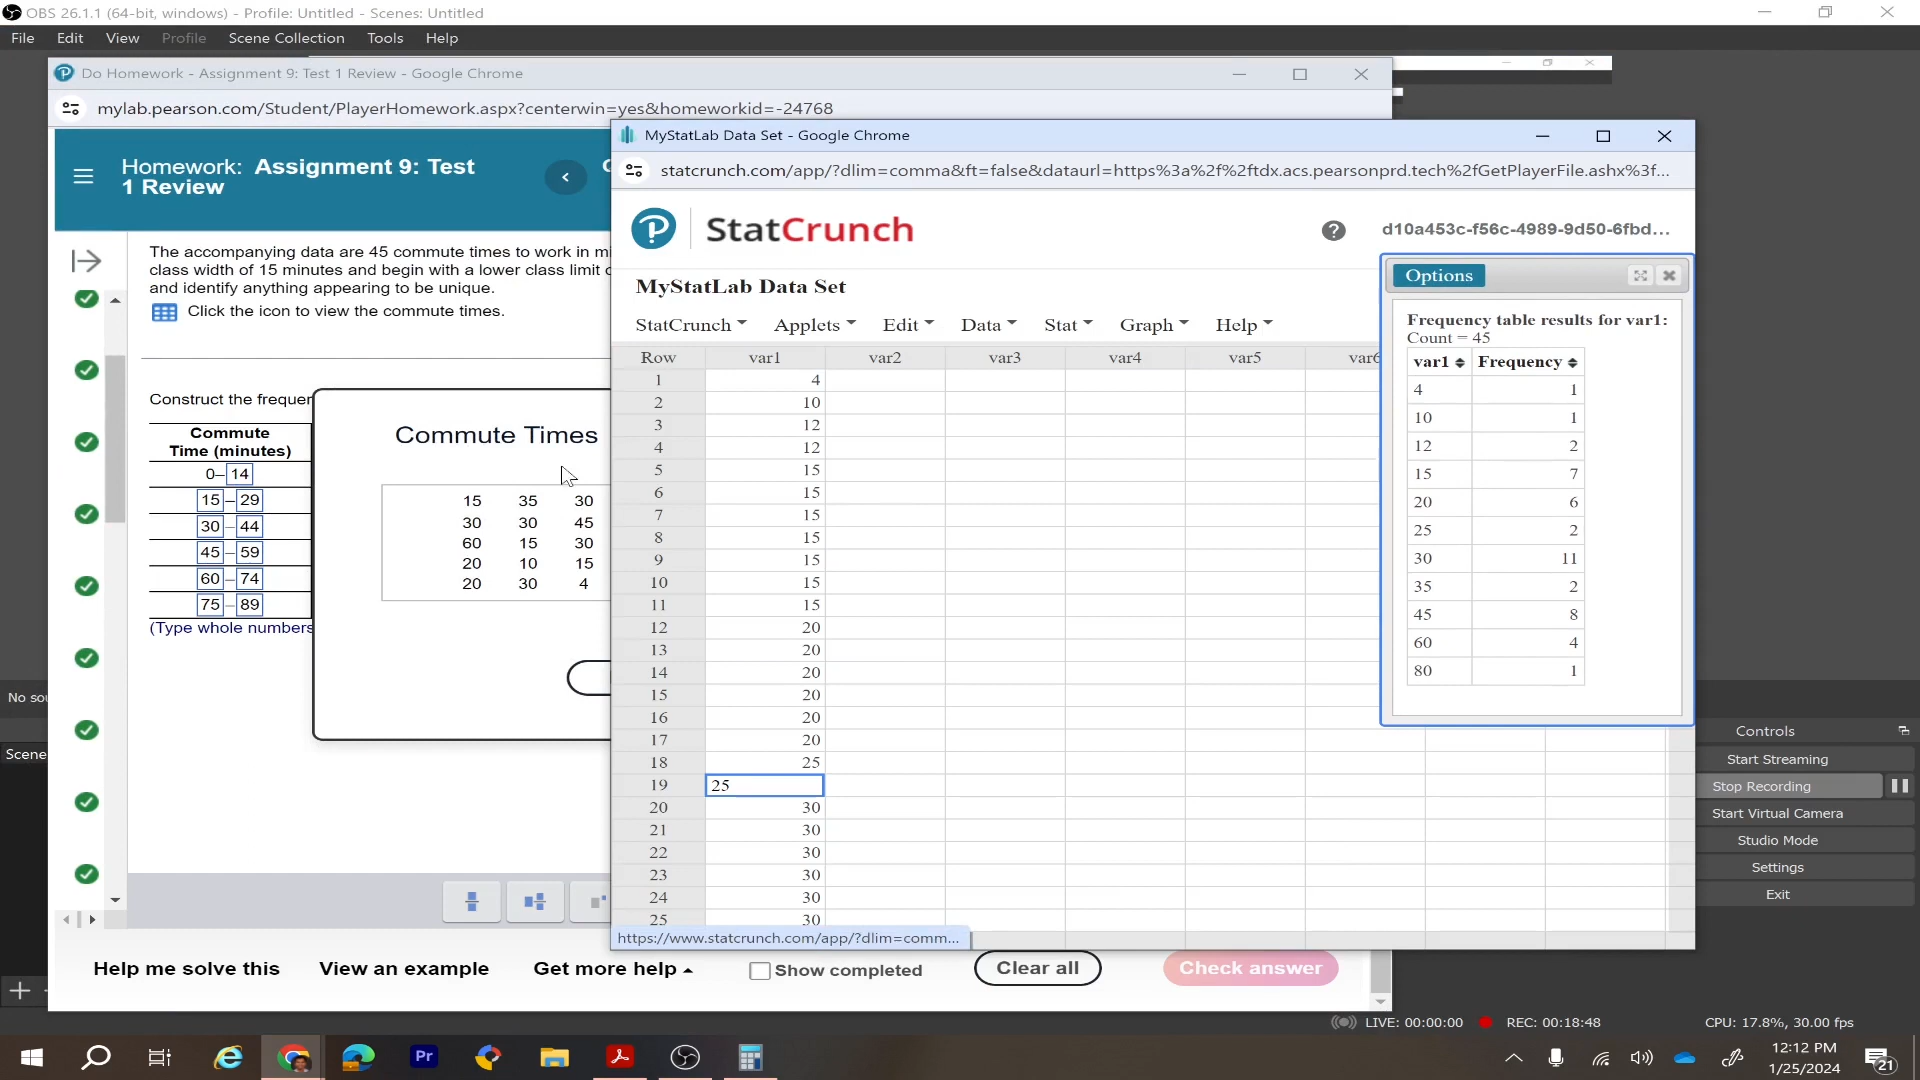 OBS 26.1.1 (64-bit, windows) - Profile: Untitled - Scenes: Untitled
File Edit View Profile Scene Collection Tools Help
Do Homework - Assignment 9: Test 1 Review - Google Chrome
mylab.pearson.com/Student/PlayerHomework.aspx?centerwin=yes&homeworkid=-24768
Homework: Assignment 9: Test
1 Review
The accompanying data are 45 commute times to work in
class width of 15 minutes and begin with a lower class limit
and identify anything appearing to be unique.
Click the icon to view the commute times.
Construct the
Commute
Time (minutes)
0–14
15–29
30–44
45–59
60–74
75–89
(Type whole numbers
Commute Times
15 35 30
30 30 45
60 15 30
20 10 15
20 30 4
MyStatLab Data Set - Google Chrome
statcrunch.com/app/?dlim=comma&ft=false&dataurl=https%3a%2f%2ftdx.acs.pearsonprd.tech%2fGetPlayerFile.ashx%3f...
StatCrunch
d10a453c-f56c-4989-9d50-6fbd...
MyStatLab Data Set
StatCrunch Applets Edit Data Stat Graph Help
Row var1 var2 var3 var4 var5 var6
1 4
2 10
3 12
4 12
5 15
6 15
7 15
8 15
9 15
10 15
11 15
12 20
13 20
14 20
15 20
16 20
17 20
18 25
19 25
20 30
21 30
22 30
23 30
24 30
25 30
https://www.statcrunch.com/app/?dlim=comm...
Options
Frequency table results for var1:
Count = 45
var1 Frequency
4 1
10 1
12 2
15 7
20 6
25 2
30 11
35 2
45 8
60 4
80 1
Help me solve this View an example Get more help Show completed Clear all Check answer
No
Scene
Controls
Start Streaming
Stop Recording
Start Virtual Camera
Studio Mode
Settings
Exit
LIVE: 00:00:00 REC: 00:18:48 CPU: 17.8%, 30.00 fps
Pr
12:12 PM
1/25/2024
21